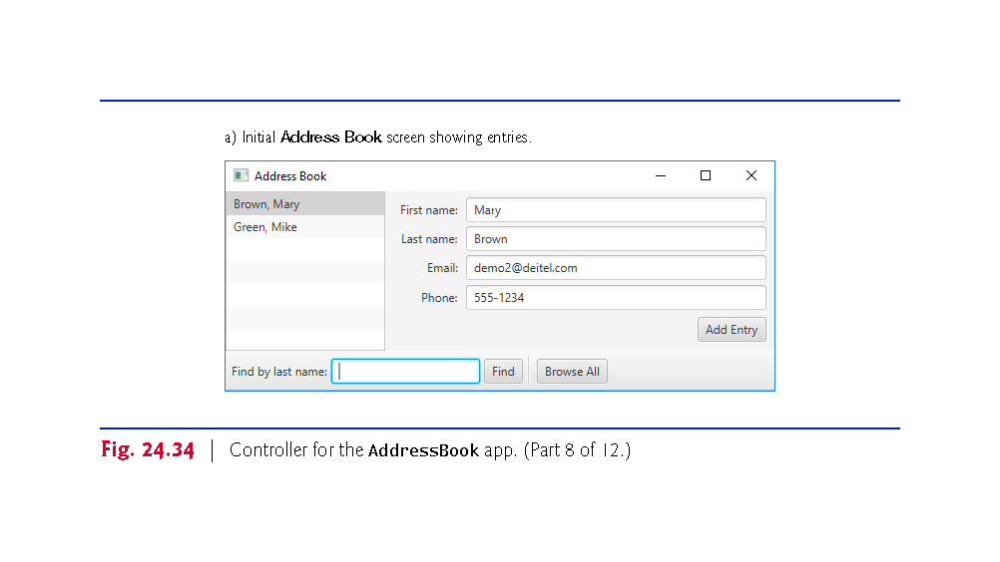 a) Initial Address Book screen showing entries.
Address Book
Brown, Mary
Green, Mike
First name: Mary
Last name: Brown
Email: demo2@deitel.com
Phone: 555-1234
Add Entry
Find by last name: Find Browse All
Fig. 24.34 | Controller for the AddressBook app. (Part 8 of 12.)